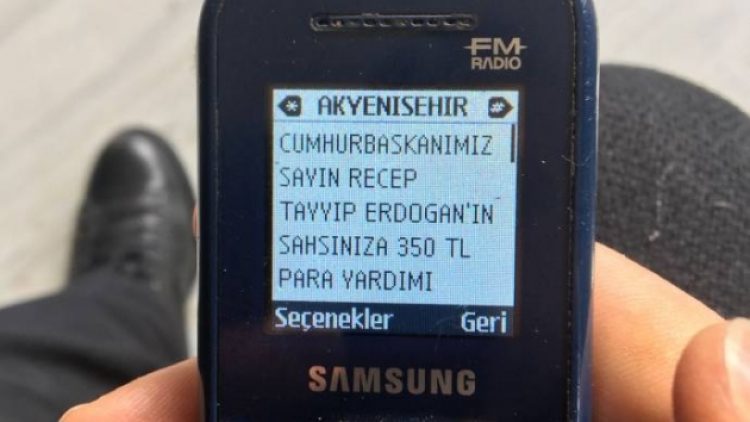 FM
RADIO
AKYENISEHIR
CUMHURBASKANIMIZ
SAYIN RECEP
TAYYIP ERDOGAN'IN
SAHSINIZA 350 TL
PARA YARDIMI
Seçenekler Geri
SAMSUNG